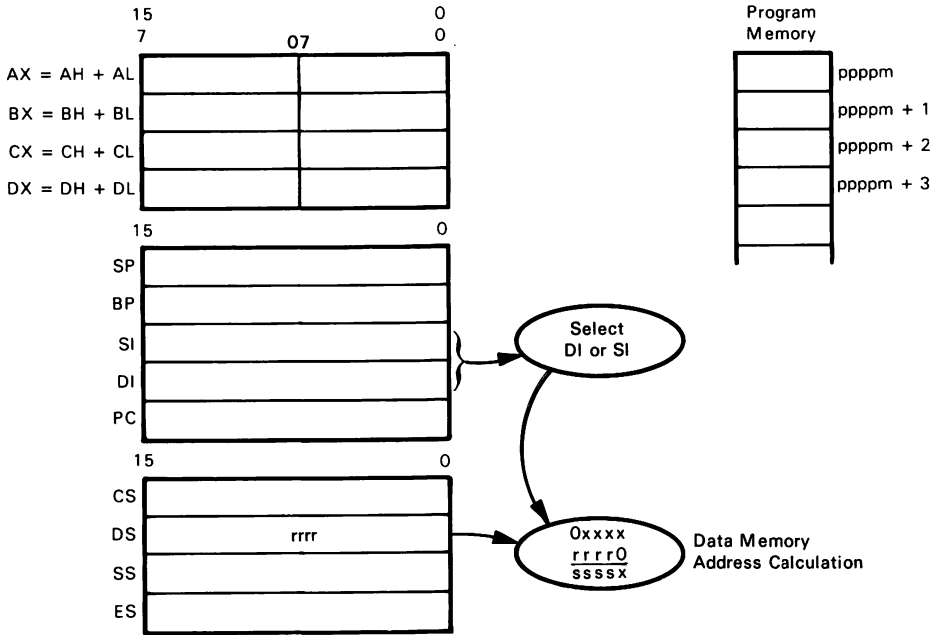 15 0
7 07 0
AX = AH + AL
BX = BH + BL
CX = CH + CL
DX = DH + DL
15 0
SP
BP
SI
DI
PC
15 0
CS
DS rrrr
SS
ES
Select
DI or SI
0xxxx
rrrr0
ssssx
Data Memory
Address Calculation
Program
Memory
ppppm
ppppm + 1
ppppm + 2
ppppm + 3